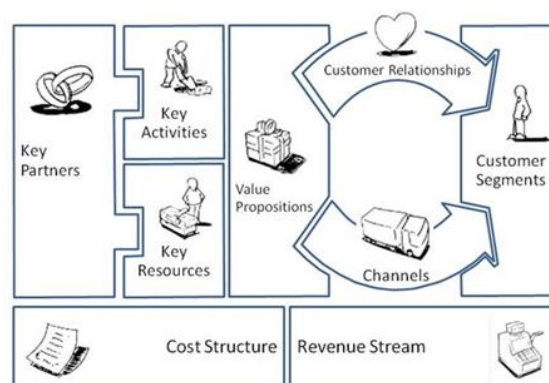 Key
Partners
Key
Activities
Key
Resources
Value
Propositions
Customer Relationships
Channels
Customer
Segments
Cost Structure
Revenue Stream